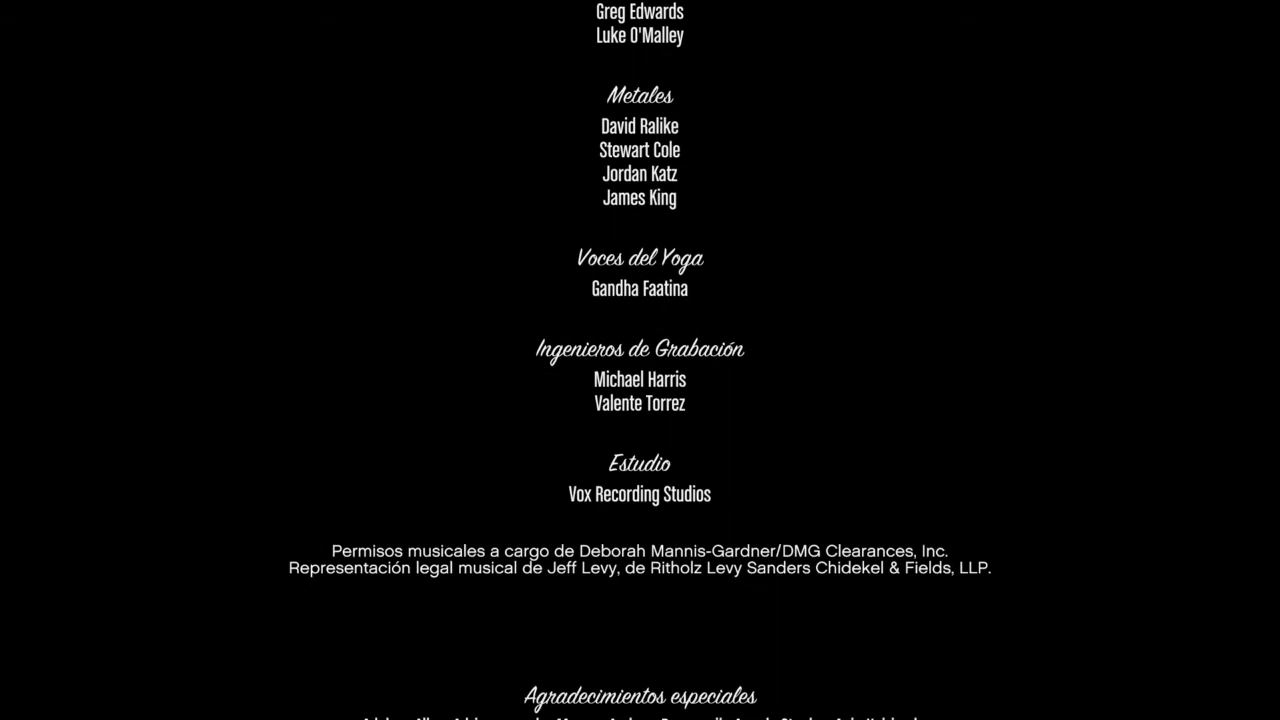 Greg Edwards
Luke O'Malley
Metales
David Ralike
Stewart Cole
Jordan Katz
James King
Voces del Yoga
Gandha Faatina
Ingenieros de Grabación
Michael Harris
Valente Torrez
Estudio
Vox Recording Studios
Permisos musicales a cargo de Deborah Mannis-Gardner/DMG Clearances, Inc.
Representación legal musical de Jeff Levy, de Ritholz Levy Sanders Chidekel & Fields, LLP.
Agradecimientos especiales